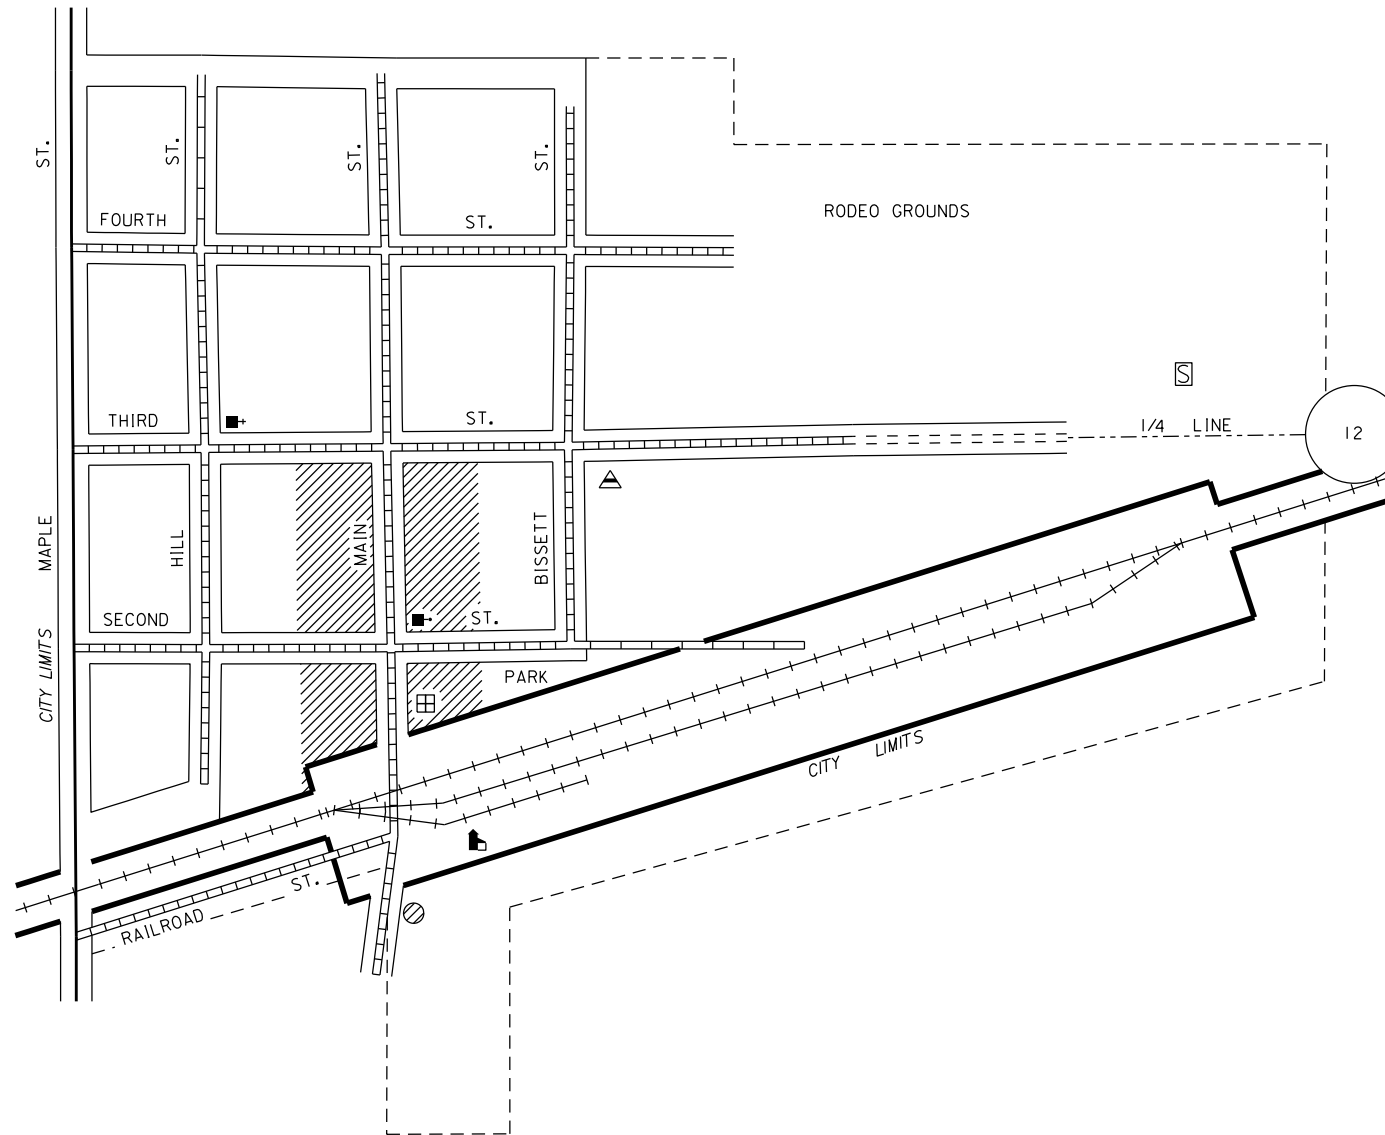 ST.
ST.
ST.
ST.
FOURTH ST.
RODEO GROUNDS
S
THIRD ST.
1/4 LINE
12
MAPLE
HILL
MAIN
BISSETT
SECOND ST.
CITY LIMITS
PARK
CITY LIMITS
RAILROAD ST.